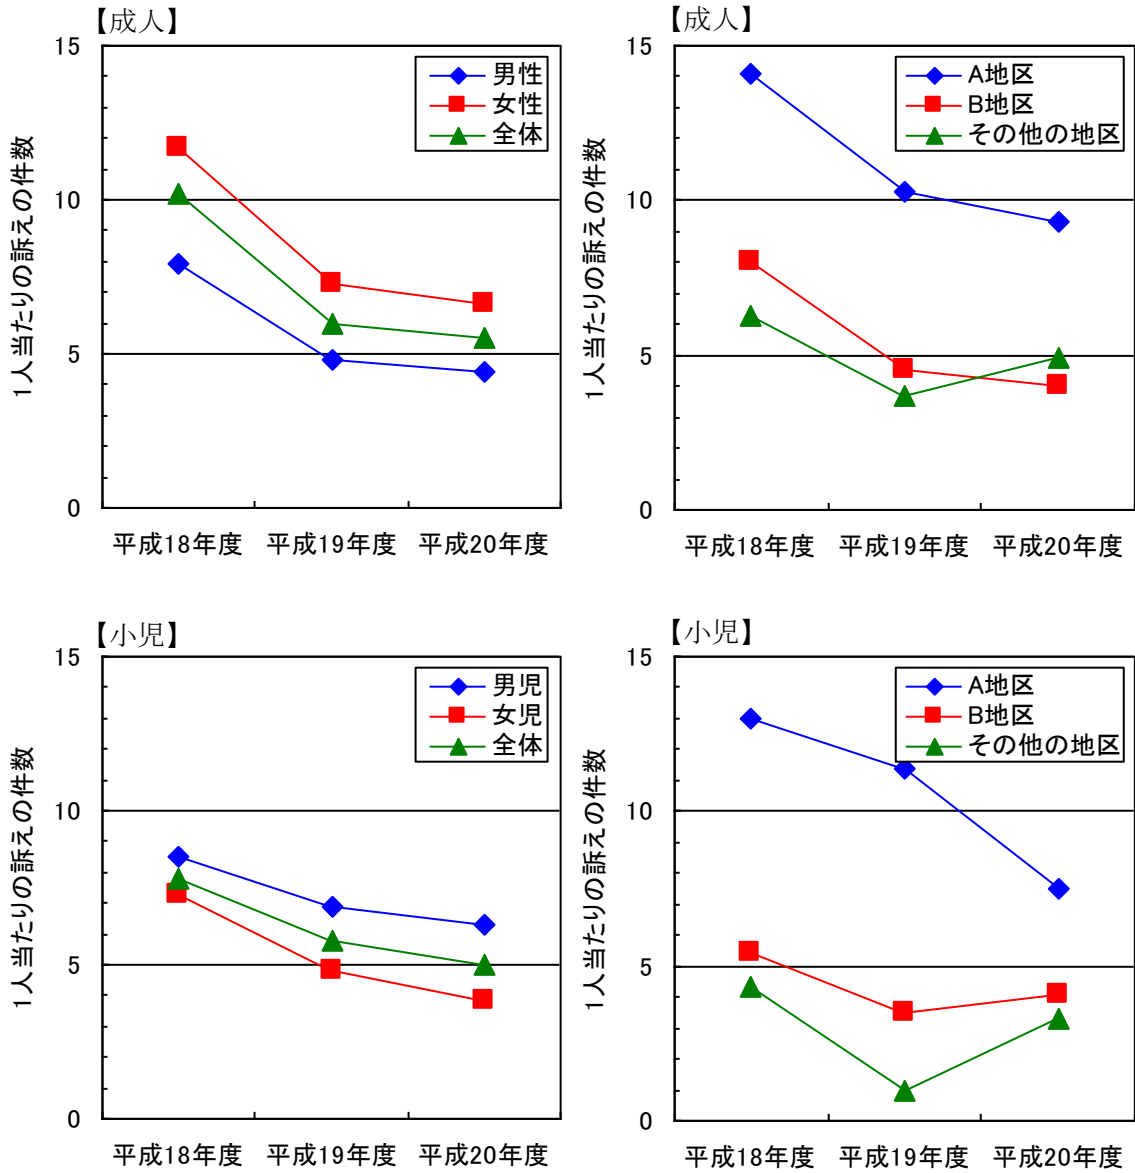 【成人】
15
10
5
0
1人当たりの訴えの件数
男性
女性
全体
平成18年度 平成19年度 平成20年度
【成人】
15
10
5
0
1人当たりの訴えの件数
A地区
B地区
その他の地区
平成18年度 平成19年度 平成20年度
【小児】
15
10
5
0
1人当たりの訴えの件数
男児
女児
全体
平成18年度 平成19年度 平成20年度
【小児】
15
10
5
0
1人当たりの訴えの件数
A地区
B地区
その他の地区
平成18年度 平成19年度 平成20年度